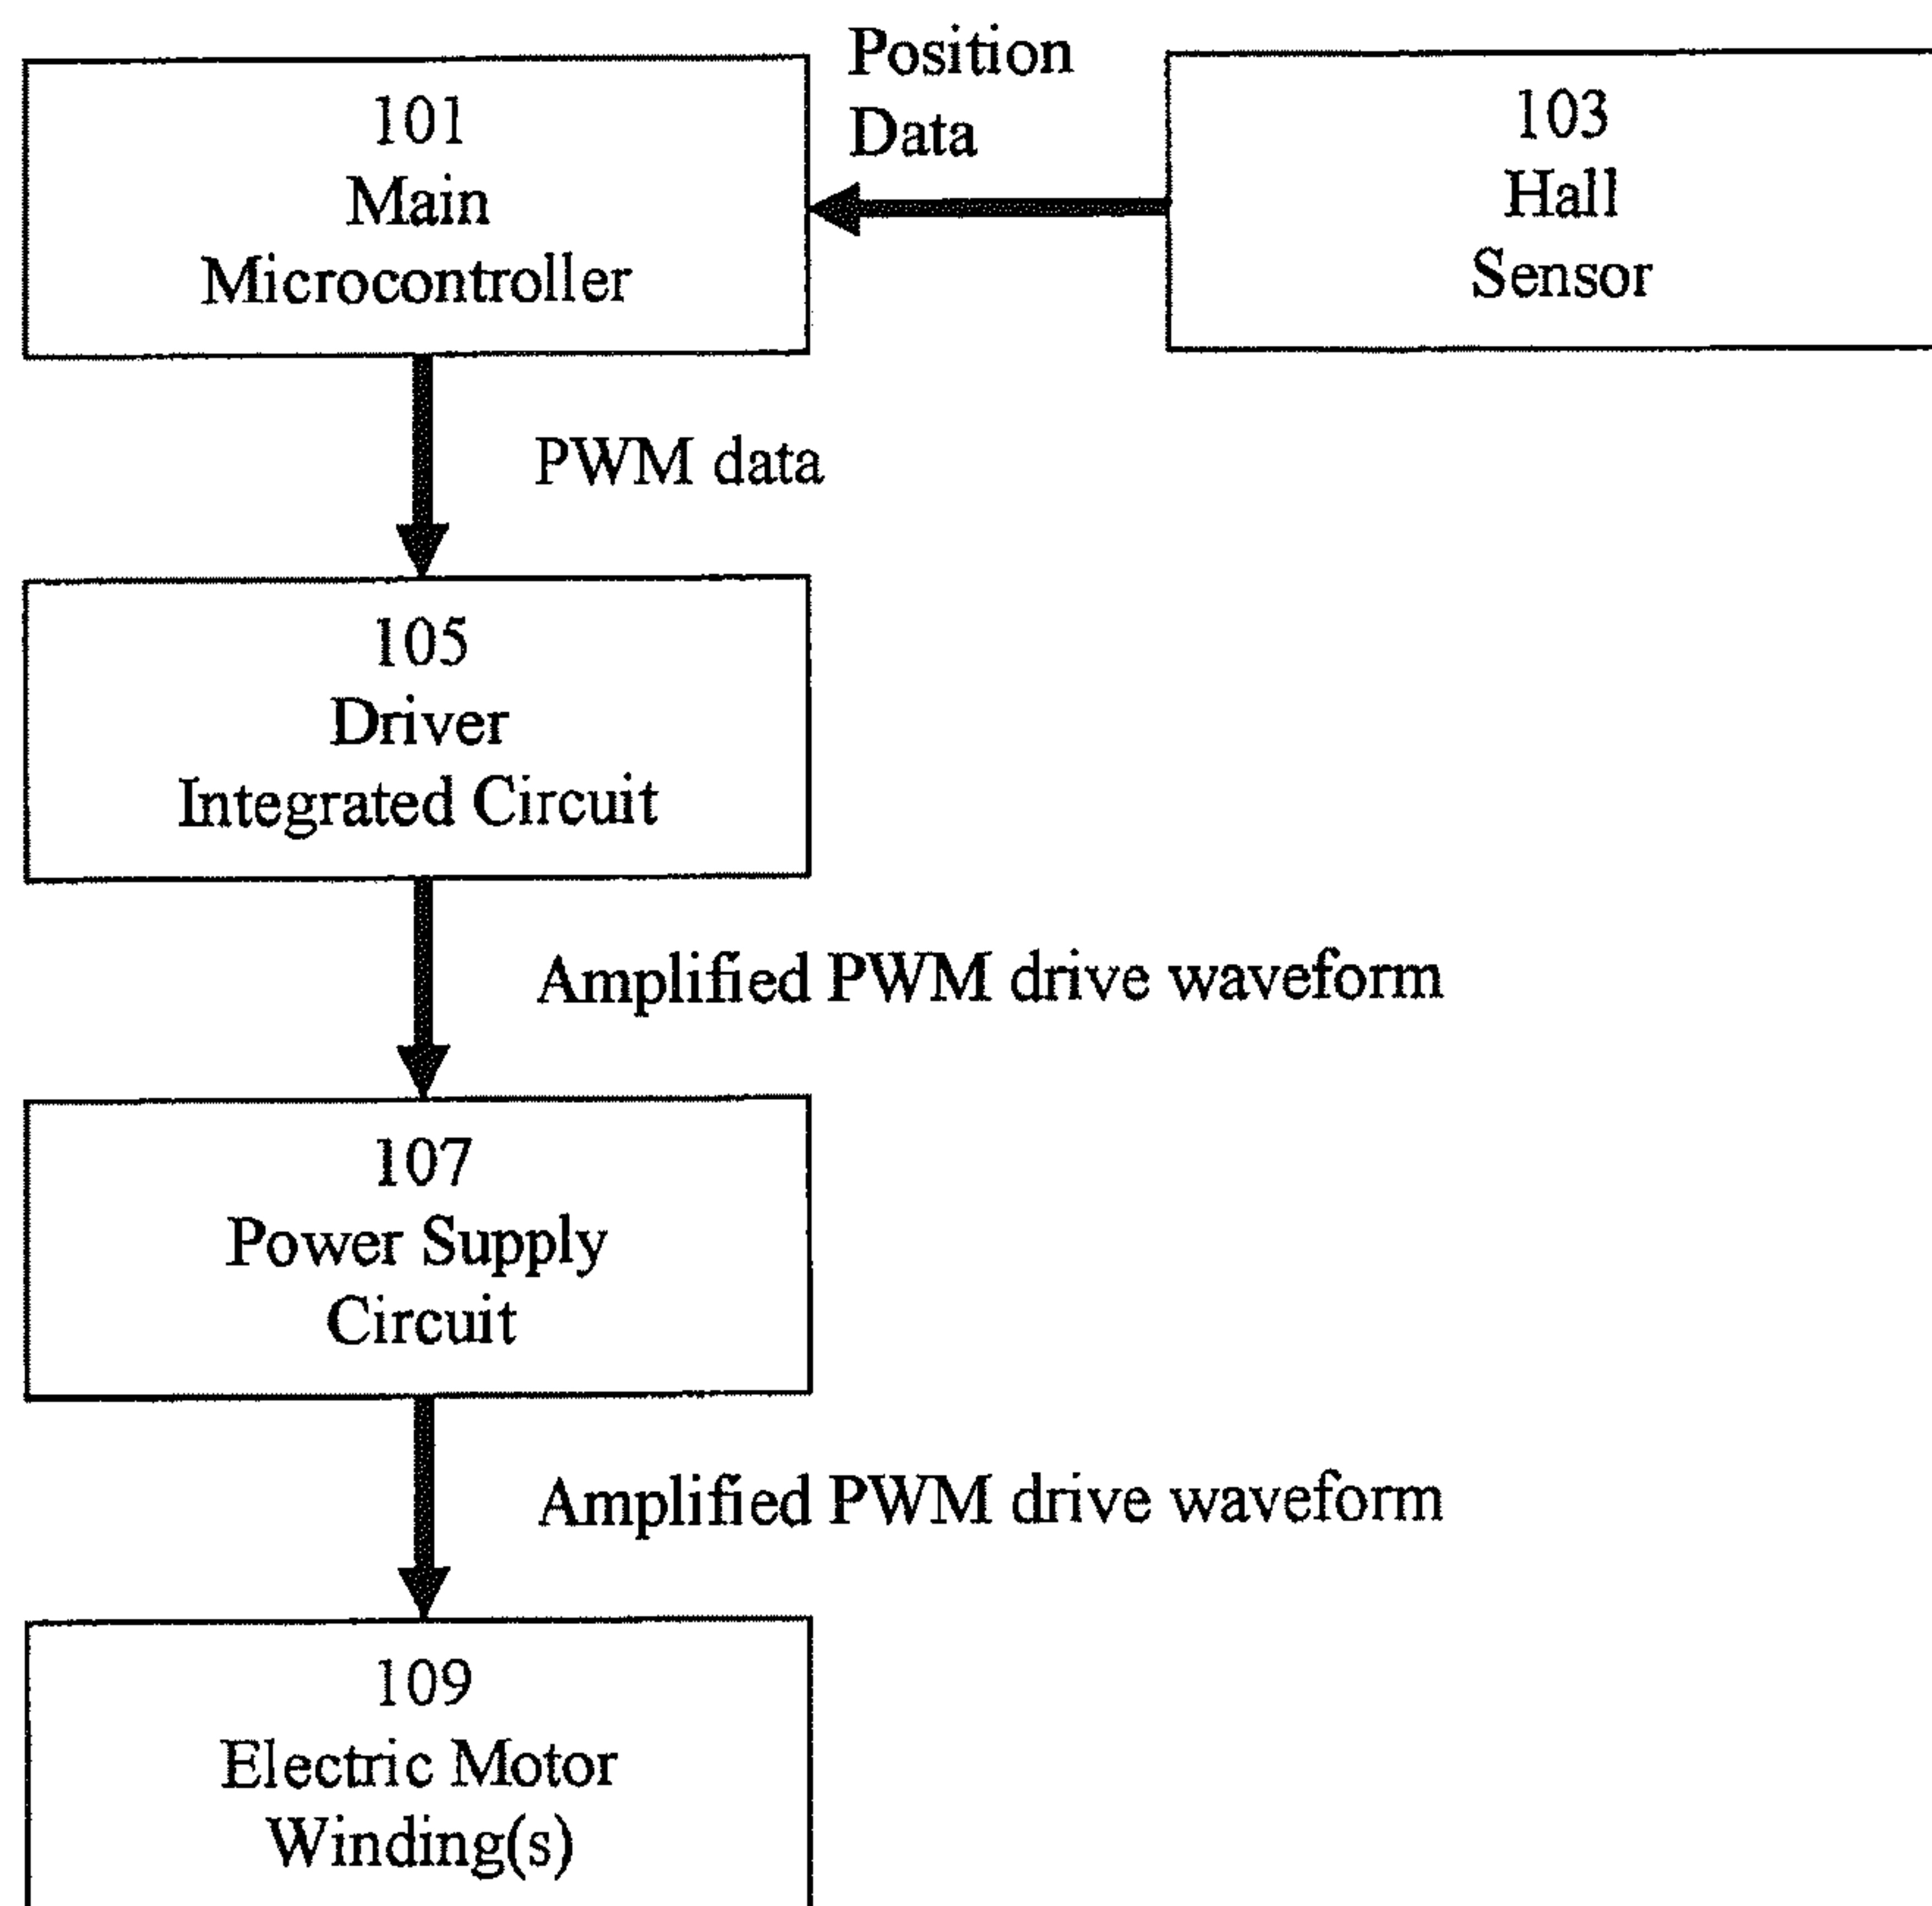 101
Main
Microcontroller
Position
Data
103
Hall
Sensor
PWM data
105
Driver
Integrated Circuit
Amplified PWM drive waveform
107
Power Supply
Circuit
Amplified PWM drive waveform
109
Electric Motor
Winding(s)